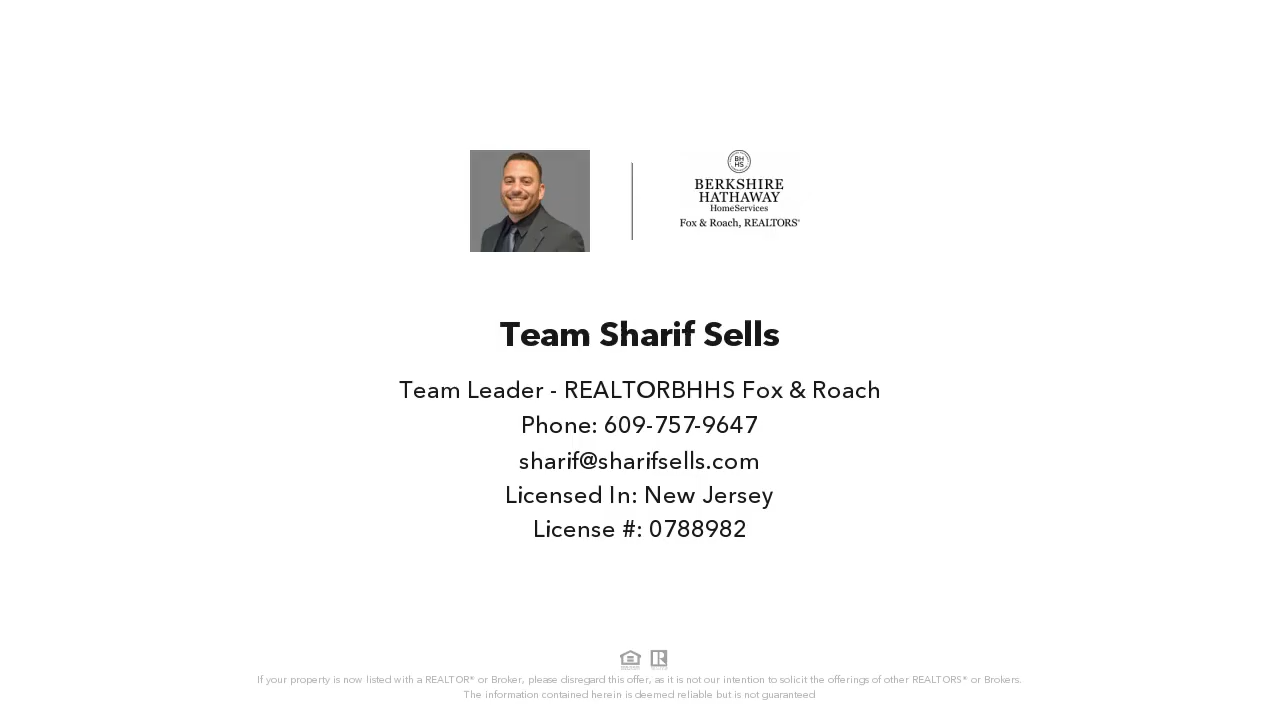 BH
HS
BERKSHIRE
HATHAWAY
HomeServices
Fox & Roach, REALTORS®
Team Sharif Sells
Team Leader - REALTORBHHS Fox & Roach
Phone: 609-757-9647
sharif@sharifsells.com
Licensed In: New Jersey
License #: 0788982
If your property is now listed with a REALTOR® or Broker, please disregard this offer, as it is not our intention to solicit the offerings of other REALTORS® or Brokers.
The information contained herein is deemed reliable but is not guaranteed